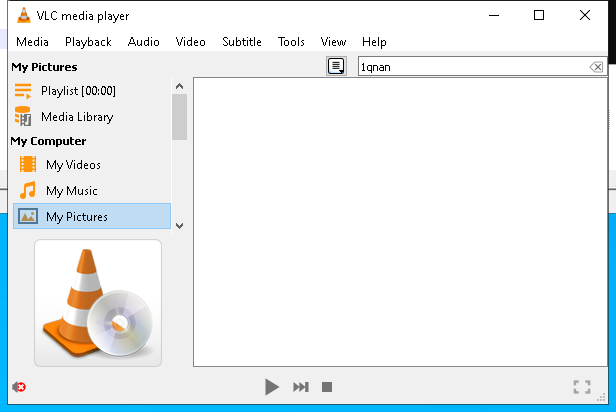 VLC media player
Media Playback Audio Video Subtitle Tools View Help
My Pictures
1qnan
Playlist [00:00]
Media Library
My Computer
My Videos
My Music
My Pictures